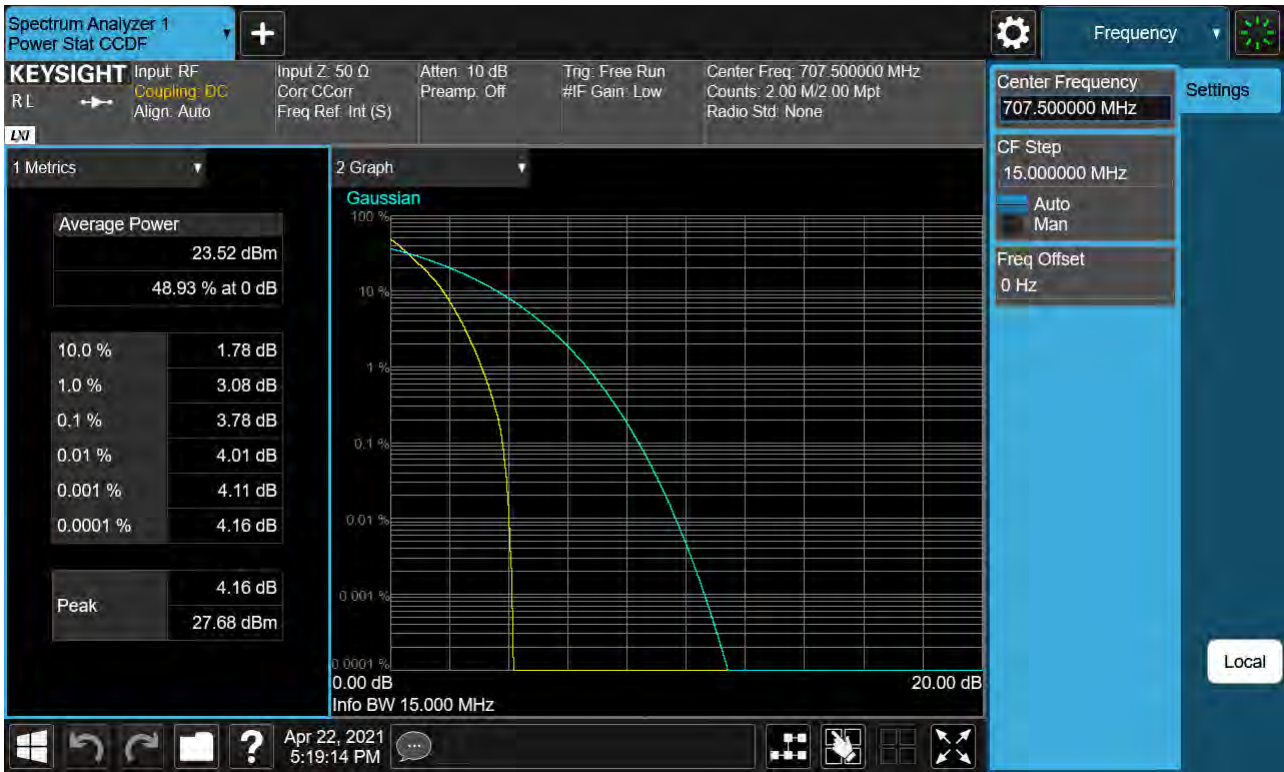 Spectrum Analyzer 1
Power Stat CCDF
+
Frequency
KEYSIGHT
R L
LXI
Input: RF
Coupling: DC
Align: Auto
Input Z: 50 Ω
Corr CCorr
Freq Ref: Int (S)
Atten: 10 dB
Preamp: Off
Trig: Free Run
#IF Gain: Low
Center Freq: 707.500000 MHz
Counts: 2.00 M/2.00 Mpt
Radio Std: None
Center Frequency
707.500000 MHz
Settings
CF Step
15.000000 MHz
Auto
Man
Freq Offset
0 Hz
1 Metrics
Average Power
23.52 dBm
48.93 % at 0 dB
10.0 % 1.78 dB
1.0 % 3.08 dB
0.1 % 3.78 dB
0.01 % 4.01 dB
0.001 % 4.11 dB
0.0001 % 4.16 dB
Peak
4.16 dB
27.68 dBm
2 Graph
Gaussian
100 %
10 %
1 %
0.1 %
0.01 %
0.001 %
0.0001 %
0.00 dB
20.00 dB
Info BW 15.000 MHz
Local
?
Apr 22, 2021
5:19:14 PM